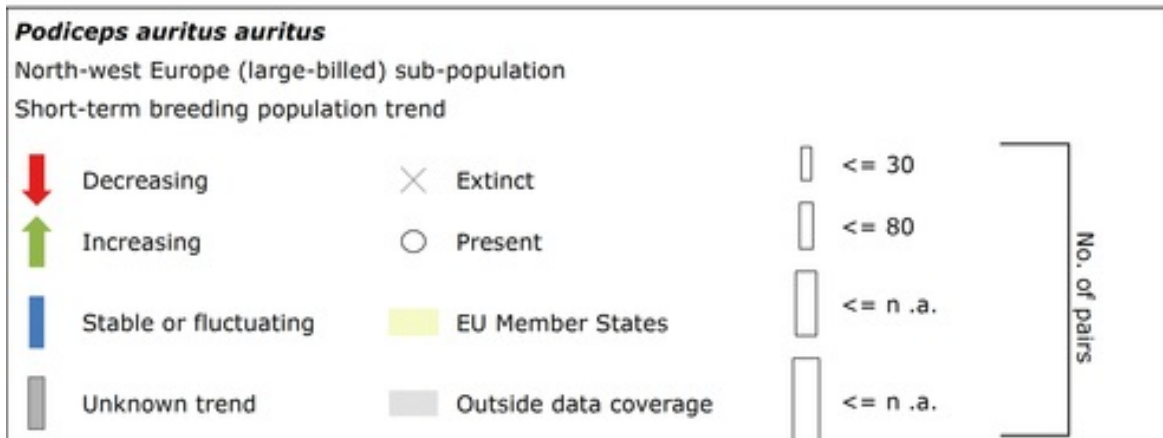 Podiceps auritus auritus
North-west Europe (large-billed) sub-population
Short-term breeding population trend
Decreasing
Increasing
Stable or fluctuating
Unknown trend
Extinct
Present
EU Member States
Outside data coverage
<= 30
<= 80
<= n .a.
<= n .a.
No. of pairs